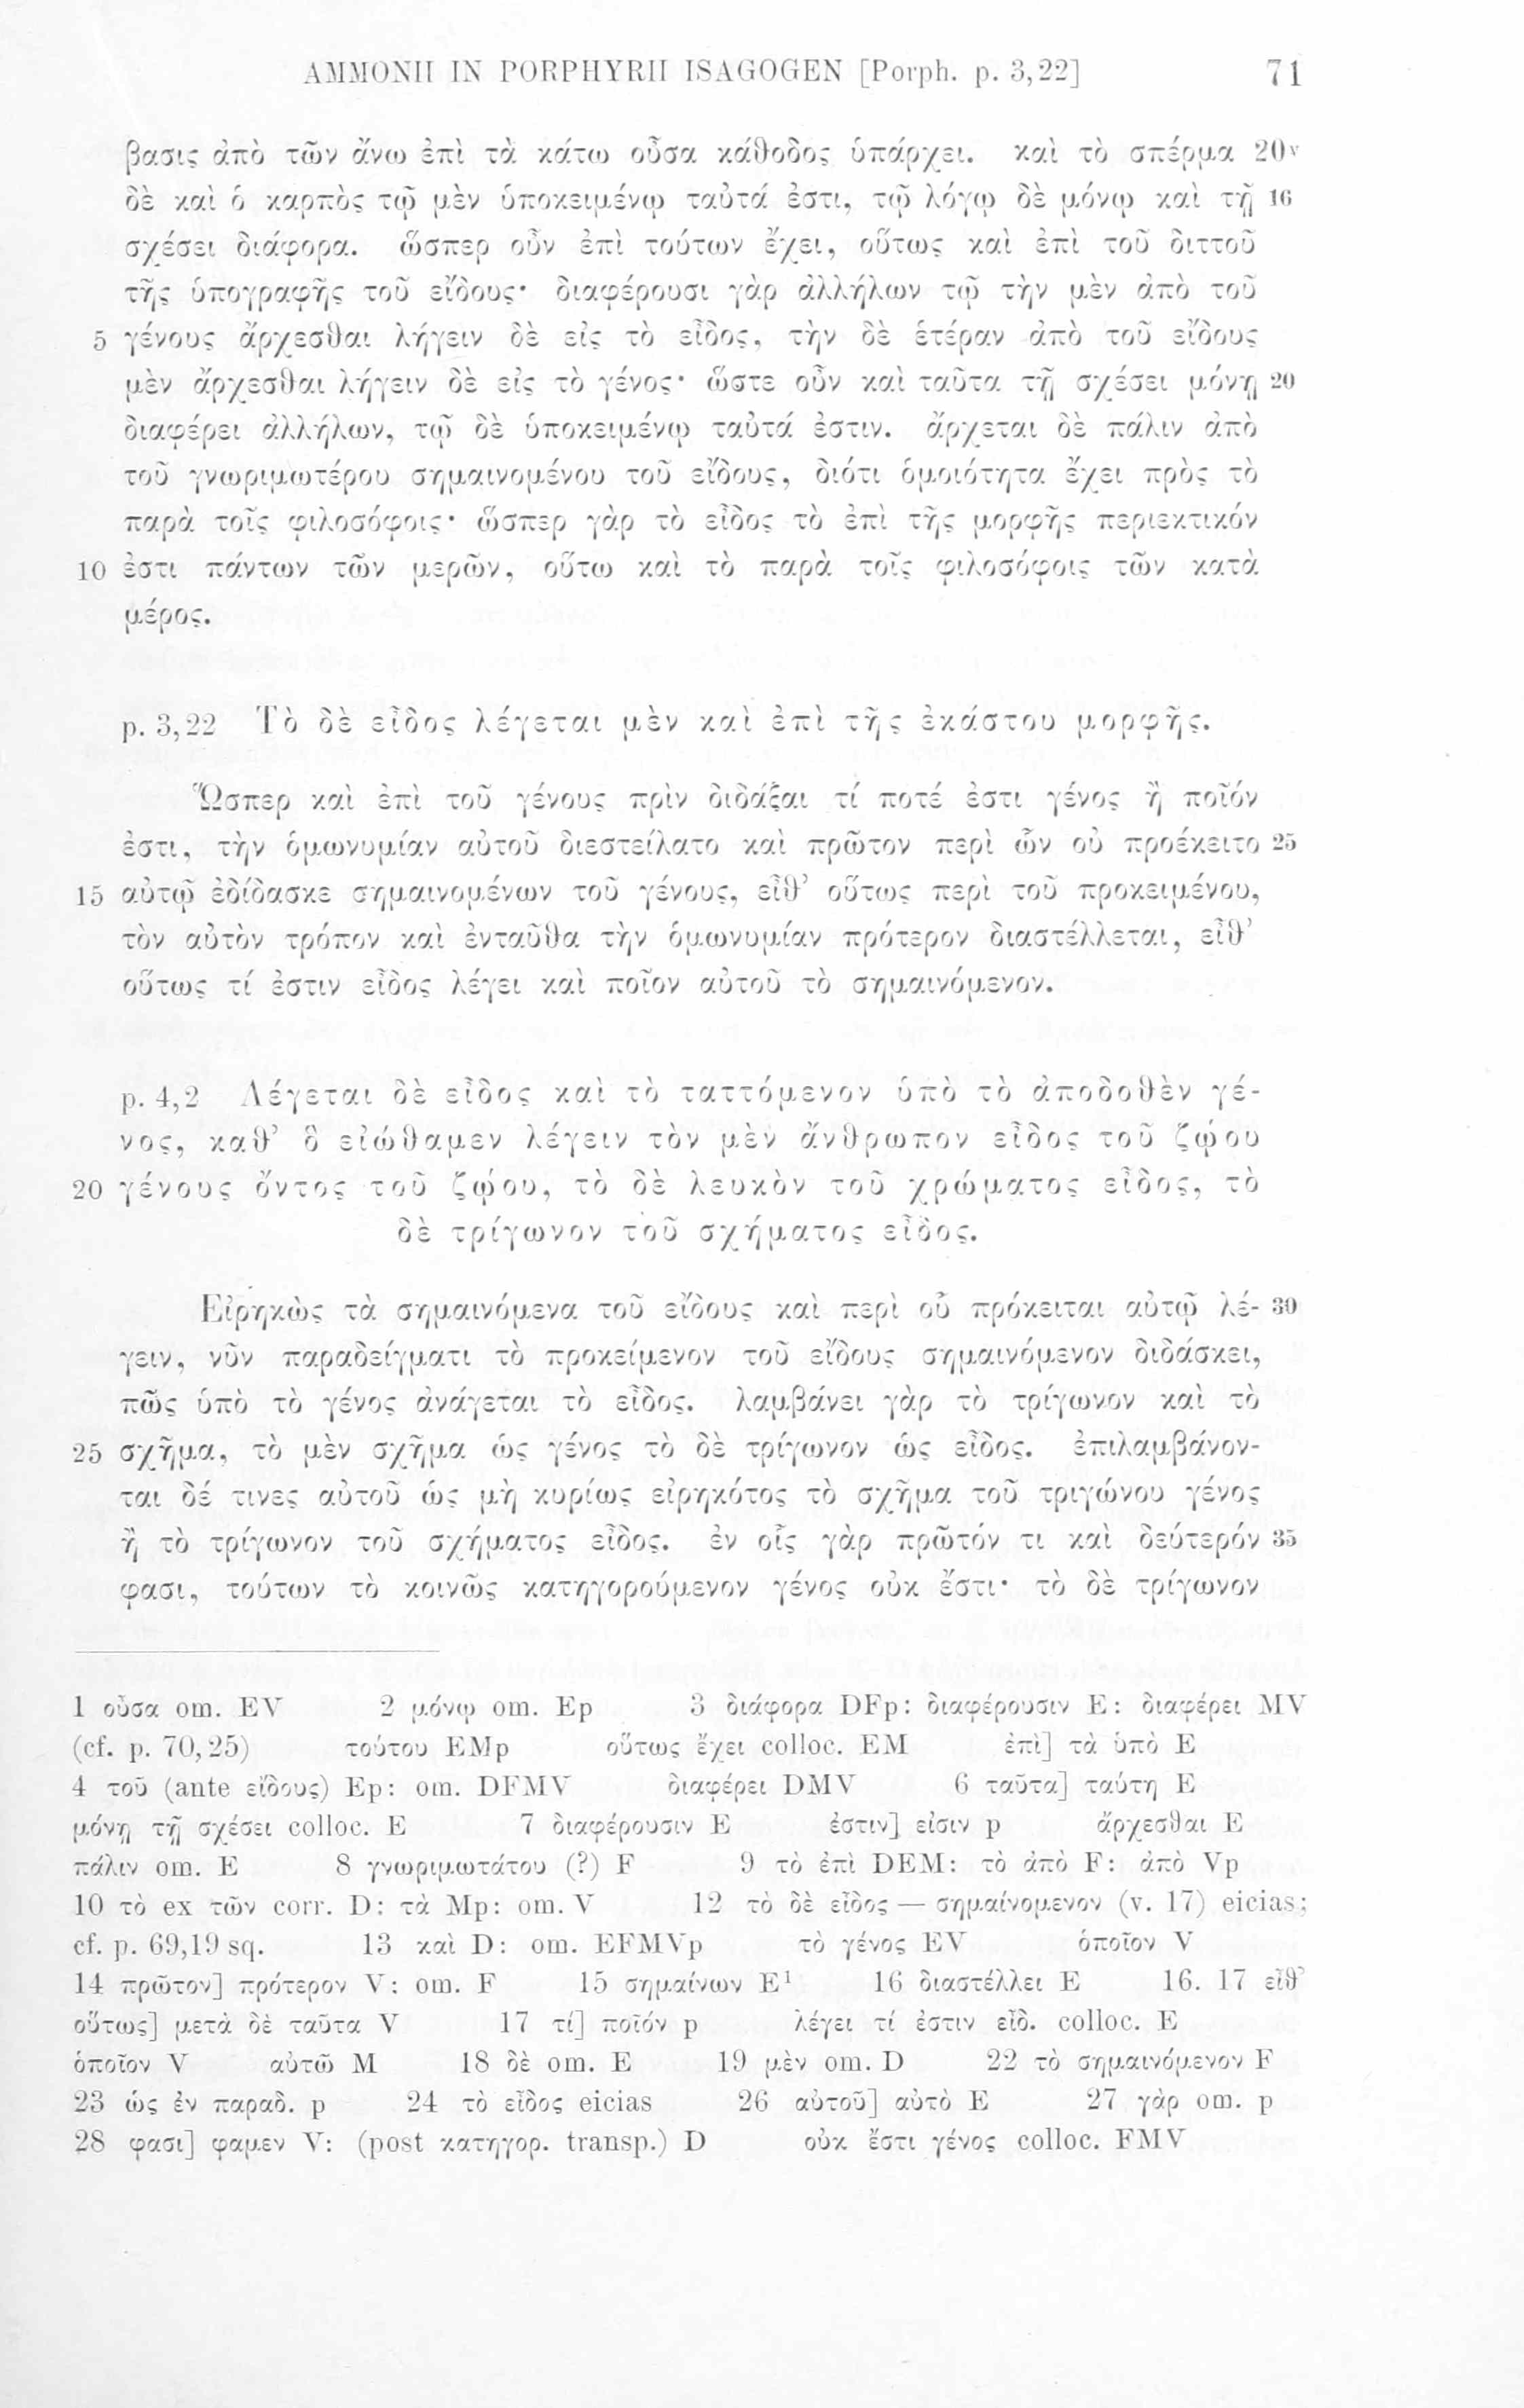 AMMONII IN PORPHYRII ISAGOGEN [Porph. p. 3,22] 71
βασις ἀπὸ τῶν ἄνω ἐπὶ τὰ κάτω οὖσα κάθοδος ὑπάρχει. καὶ τὸ σπέρμα 20v
δὲ καὶ ὁ καρπὸς τῷ μὲν ὑποκειμένῳ ταὐτά ἐστι, τῷ λόγῳ δὲ μόνῳ καὶ τῇ 16
σχέσει διάφορα. ὥσπερ οὖν ἐπὶ τούτων ἔχει, οὕτως καὶ ἐπὶ τοῦ διττοῦ
τῆς ὑπογραφῆς τοῦ εἴδους· διαφέρουσι γὰρ ἀλλήλων τῷ τὴν μὲν ἀπὸ τοῦ
5 γένους ἄρχεσθαι λήγειν δὲ εἰς τὸ εἶδος, τὴν δὲ ἑτέραν ἀπὸ τοῦ εἴδους
μὲν ἄρχεσθαι λήγειν δὲ εἰς τὸ γένος· ὥστε οὖν καὶ ταῦτα τῇ σχέσει μόνῃ 20
διαφέρει ἀλλήλων, τῷ δὲ ὑποκειμένῳ ταὐτά ἐστιν. ἄρχεται δὲ πάλιν ἀπὸ
τοῦ γνωριμωτέρου σημαινομένου τοῦ εἴδους, διότι ὁμοιότητα ἔχει πρὸς τὸ
παρὰ τοῖς φιλοσόφοις· ὥσπερ γὰρ τὸ εἶδος τὸ ἐπὶ τῆς μορφῆς περιεκτικόν
10 ἐστι πάντων τῶν μερῶν, οὕτω καὶ τὸ παρὰ τοῖς φιλοσόφοις τῶν κατὰ
μέρος.
p. 3,22 Τὸ δὲ εἶδος λέγεται μὲν καὶ ἐπὶ τῆς ἑκάστου μορφῆς.
Ὥσπερ καὶ ἐπὶ τοῦ γένους πρὶν διδάξαι τί ποτέ ἐστι γένος ἢ ποῖόν
ἐστι, τὴν ὁμωνυμίαν αὐτοῦ διεστείλατο καὶ πρῶτον περὶ ὧν οὐ προέκειτο 25
15 αὐτῷ ἐδίδασκε σημαινομένων τοῦ γένους, εἶθ’ οὕτως περὶ τοῦ προκειμένου,
τὸν αὐτὸν τρόπον καὶ ἐνταῦθα τὴν ὁμωνυμίαν πρότερον διαστέλλεται, εἶθ’
οὕτως τί ἐστιν εἶδος λέγει καὶ ποῖον αὐτοῦ τὸ σημαινόμενον.
p. 4,2 Λέγεται δὲ εἶδος καὶ τὸ ταττόμενον ὑπὸ τὸ ἀποδοθὲν γέ-
νος, καθ’ ὃ εἰώθαμεν λέγειν τὸν μὲν ἄνθρωπον εἶδος τοῦ ζῴου
20 γένους ὄντος τοῦ ζῴου, τὸ δὲ λευκὸν τοῦ χρώματος εἶδος, τὸ
δὲ τρίγωνον τοῦ σχήματος εἶδος.
Εἰρηκὼς τὰ σημαινόμενα τοῦ εἴδους καὶ περὶ οὗ πρόκειται αὐτῷ λέ- 30
γειν, νῦν παραδείγματι τὸ προκείμενον τοῦ εἴδους σημαινόμενον διδάσκει,
πῶς ὑπὸ τὸ γένος ἀνάγεται τὸ εἶδος. λαμβάνει γὰρ τὸ τρίγωνον καὶ τὸ
25 σχῆμα, τὸ μὲν σχῆμα ὡς γένος τὸ δὲ τρίγωνον ὡς εἶδος. ἐπιλαμβάνον-
ται δέ τινες αὐτοῦ ὡς μὴ κυρίως εἰρηκότος τὸ σχῆμα τοῦ τριγώνου γένος
ἢ τὸ τρίγωνον τοῦ σχήματος εἶδος. ἐν οἷς γὰρ πρῶτόν τι καὶ δεύτερόν 35
φασι, τούτων τὸ κοινῶς κατηγορούμενον γένος οὐκ ἔστι· τὸ δὲ τρίγωνον
1 οὖσα om. EV 2 μόνῳ om. Ep 3 διάφορα DFp: διαφέρουσιν E: διαφέρει MV
(cf. p. 70,25) τούτου EMp οὕτως ἔχει colloc. EM ἐπὶ] τὰ ὑπὸ E
4 τοῦ (ante εἴδους) Ep: om. DFMV διαφέρει DMV 6 ταῦτα] ταύτη E
μόνῃ τῇ σχέσει colloc. E 7 διαφέρουσιν E ἐστιν] εἰσιν p ἄρχεσθαι E
πάλιν om. E 8 γνωριμωτάτου (?) F 9 τὸ ἐπὶ DEM: τὸ ἀπὸ F: ἀπὸ Vp
10 τὸ ex τῶν corr. D: τὰ Mp: om. V 12 τὸ δὲ εἶδος — σημαίνομενον (v. 17) eicias;
cf. p. 69,19 sq. 13 καὶ D: om. EFMVp τὸ γένος EV ὁποῖον V
14 πρῶτον] πρότερον V: om. F 15 σημαίνων E¹ 16 διαστέλλει E 16. 17 εἶθ’
οὕτως] μετὰ δὲ ταῦτα V 17 τί] ποῖόν p λέγει τί ἐστιν εἶδ. colloc. E
ὁποῖον V αὐτῶ M 18 δὲ om. E 19 μὲν om. D 22 τὸ σημαινόμενον F
23 ὡς ἐν παραδ. p 24 τὸ εἶδος eicias 26 αὐτοῦ] αὐτὸ E 27 γὰρ om. p
28 φασι] φαμεν V: (post κατηγορ. transp.) D οὐκ ἔστι γένος colloc. FMV